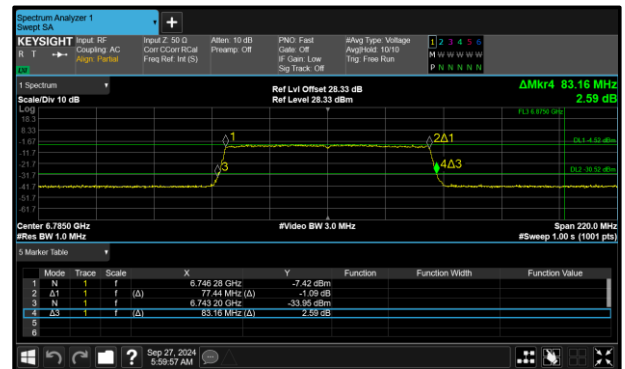 Spectrum Analyzer 1
Swept SA
+
KEYSIGHT Input: RF Input Z: 50 Ω Atten: 10 dB PNO: Fast #Avg Type: Voltage 1 2 3 4 5 6
R T Coupling: AC Corr CCorr RCal Preamp: Off Gate: Off Avg|Hold: 10/10 M W W W W W
Align: Partial Freq Ref: Int (S) IF Gain: Low Trig: Free Run
Sig Track: Off P N N N N N
LXI
1 Spectrum ΔMkr4 83.16 MHz
Ref Lvl Offset 28.33 dB
Scale/Div 10 dB Ref Level 28.33 dBm 2.59 dB
Log
18.3 FL3 6.8750 GHz
8.33
-1.67 1 2Δ1 DL1 -4.52 dBm
-11.7
-21.7 3 4Δ3 DL2 -30.52 dBm
-31.7
-41.7
-51.7
-61.7
Center 6.7850 GHz #Video BW 3.0 MHz Span 220.0 MHz
#Res BW 1.0 MHz #Sweep 1.00 s (1001 pts)
5 Marker Table
Mode Trace Scale X Y Function Function Width Function Value
1 N 1 f 6.746 28 GHz -7.42 dBm
2 Δ1 1 f (Δ) 77.44 MHz (Δ) -1.09 dB
3 N 1 f 6.743 20 GHz -33.95 dBm
4 Δ3 1 f (Δ) 83.16 MHz (Δ) 2.59 dB
5
6
? Sep 27, 2024
5:59:57 AM